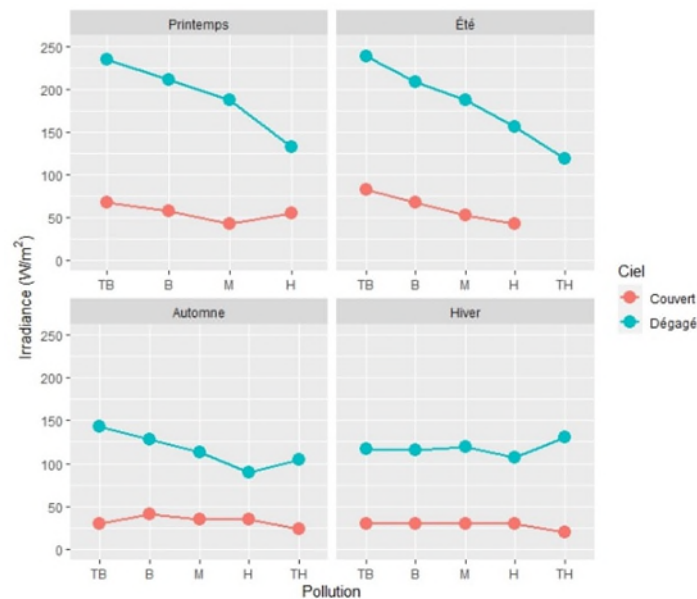 Printemps
Été
250
200
150
100
50
0
TB B M H
TB B M H TH
Automne
Hiver
250
200
150
100
50
0
TB B M H TH
TB B M H TH
Irradiance (W/m²)
Pollution
Ciel
Couvert
Dégagé